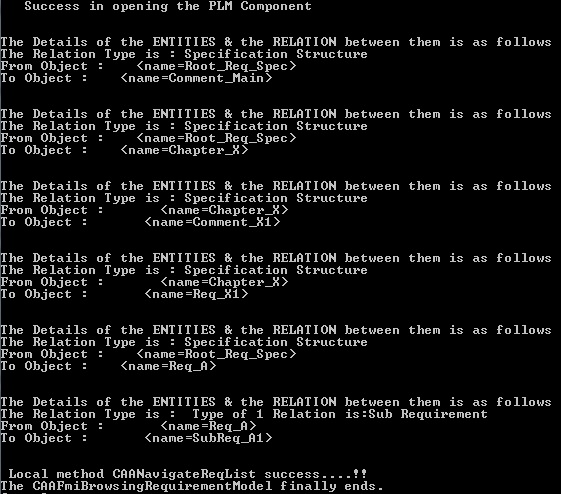 Success in opening the PLM Component
The Details of the ENTITIES & the RELATION between them is as follows
The Relation Type is : Specification Structure
From Object :    <name=Root_Req_Spec>
To Object :    <name=Comment_Main>
The Details of the ENTITIES & the RELATION between them is as follows
The Relation Type is : Specification Structure
From Object :    <name=Root_Req_Spec>
To Object :    <name=Chapter_X>
The Details of the ENTITIES & the RELATION between them is as follows
The Relation Type is : Specification Structure
From Object :       <name=Chapter_X>
To Object :       <name=Comment_X1>
The Details of the ENTITIES & the RELATION between them is as follows
The Relation Type is : Specification Structure
From Object :       <name=Chapter_X>
To Object :       <name=Req_X1>
The Details of the ENTITIES & the RELATION between them is as follows
The Relation Type is : Specification Structure
From Object :    <name=Root_Req_Spec>
To Object :    <name=Req_A>
The Details of the ENTITIES & the RELATION between them is as follows
The Relation Type is :  Type of 1 Relation is:Sub Requirement
From Object :       <name=Req_A>
To Object :       <name=SubReq_A1>
Local method CAANavigateReqList success....!!
The CAAFmiBrowsingRequirementModel finally ends.